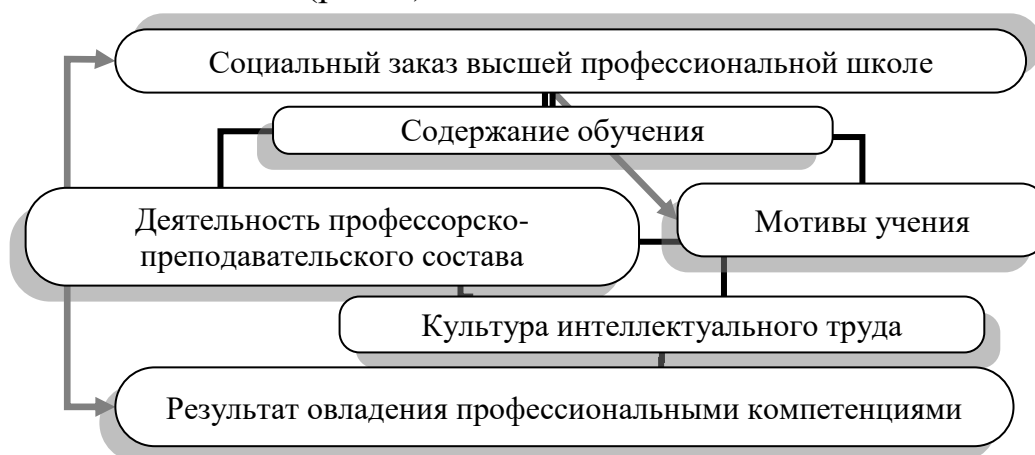 Социальный заказ высшей профессиональной школе
Содержание обучения
Деятельность профессорско-
преподавательского состава
Мотивы учения
Культура интеллектуального труда
Результат овладения профессиональными компетенциями